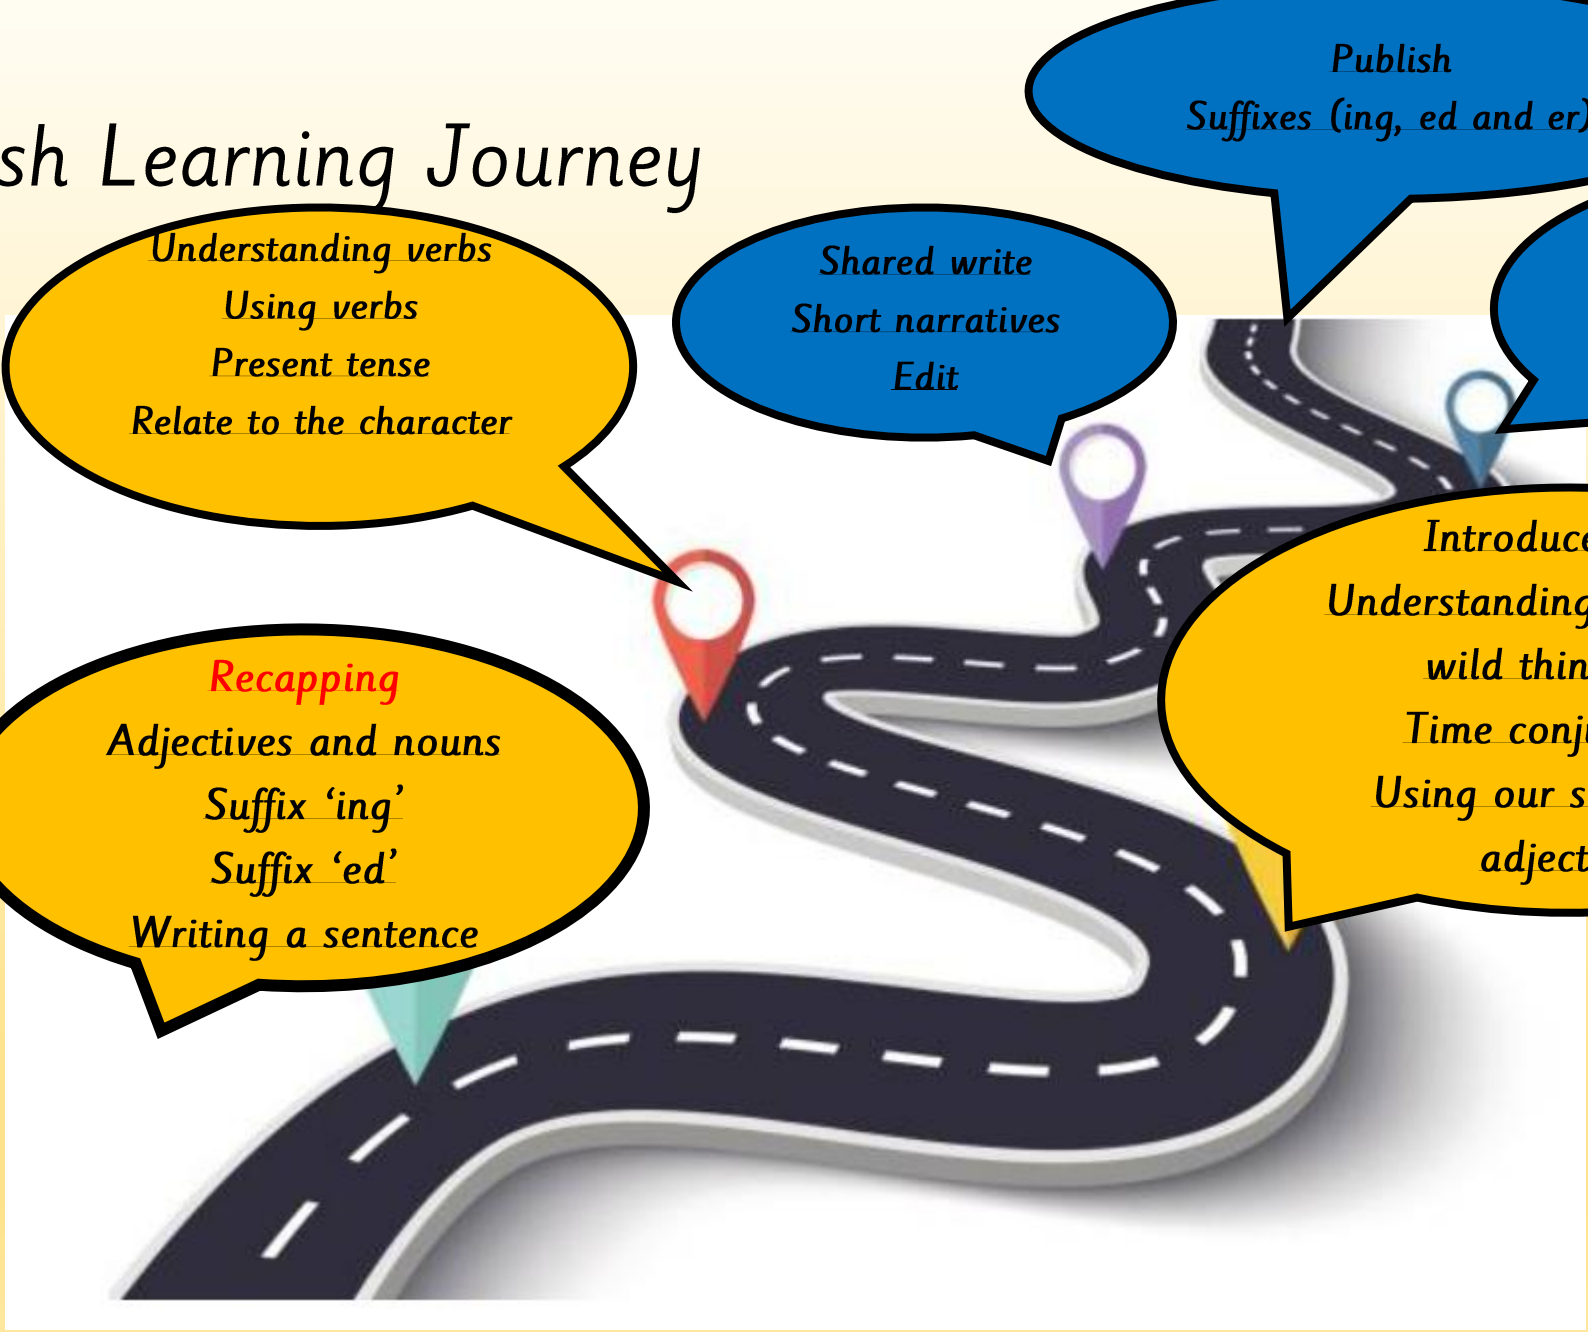 sh Learning Journey
Publish
Suffixes (ing, ed and er)
Understanding verbs
Using verbs
Present tense
Relate to the character
Shared write
Short narratives
Edit
Introduce
Understanding
wild thin
Time conj
Using our s
adject
Recapping
Adjectives and nouns
Suffix ‘ing’
Suffix ‘ed’
Writing a sentence